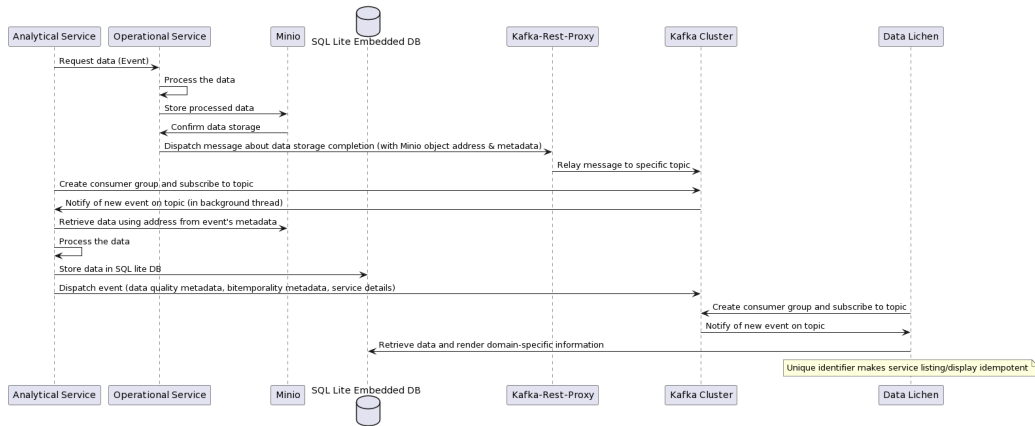 SQL Lite Embedded DB
Analytical Service
Operational Service
Minio
Kafka-Rest-Proxy
Kafka Cluster
Data Lichen
Request data (Event)
Process the data
Store processed data
Confirm data storage
Dispatch message about data storage completion (with Minio object address & metadata)
Relay message to specific topic
Create consumer group and subscribe to topic
Notify of new event on topic (in background thread)
Retrieve data using address from event's metadata
Process the data
Store data in SQL lite DB
Dispatch event (data quality metadata, bitemporality metadata, service details)
Create consumer group and subscribe to topic
Notify of new event on topic
Retrieve data and render domain-specific information
Unique identifier makes service listing/display idempotent
Analytical Service
Operational Service
Minio
SQL Lite Embedded DB
Kafka-Rest-Proxy
Kafka Cluster
Data Lichen